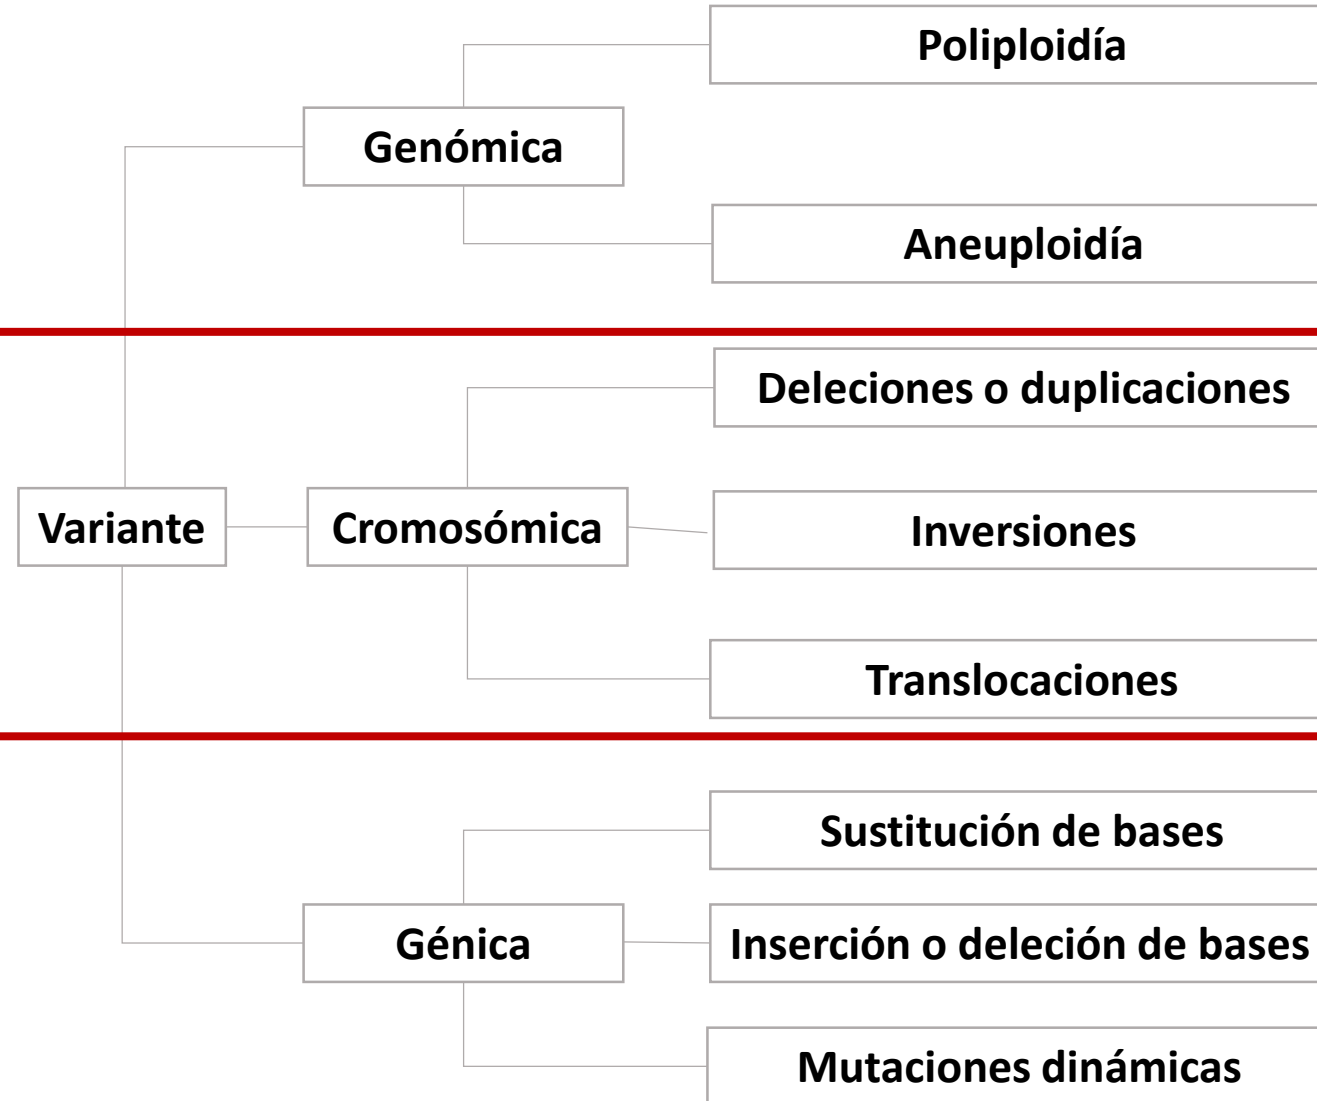 Poliploidía
Genómica
Aneuploidía
Deleciones o duplicaciones
Variante
Cromosómica
Inversiones
Translocaciones
Sustitución de bases
Génica
Inserción o deleción de bases
Mutaciones dinámicas